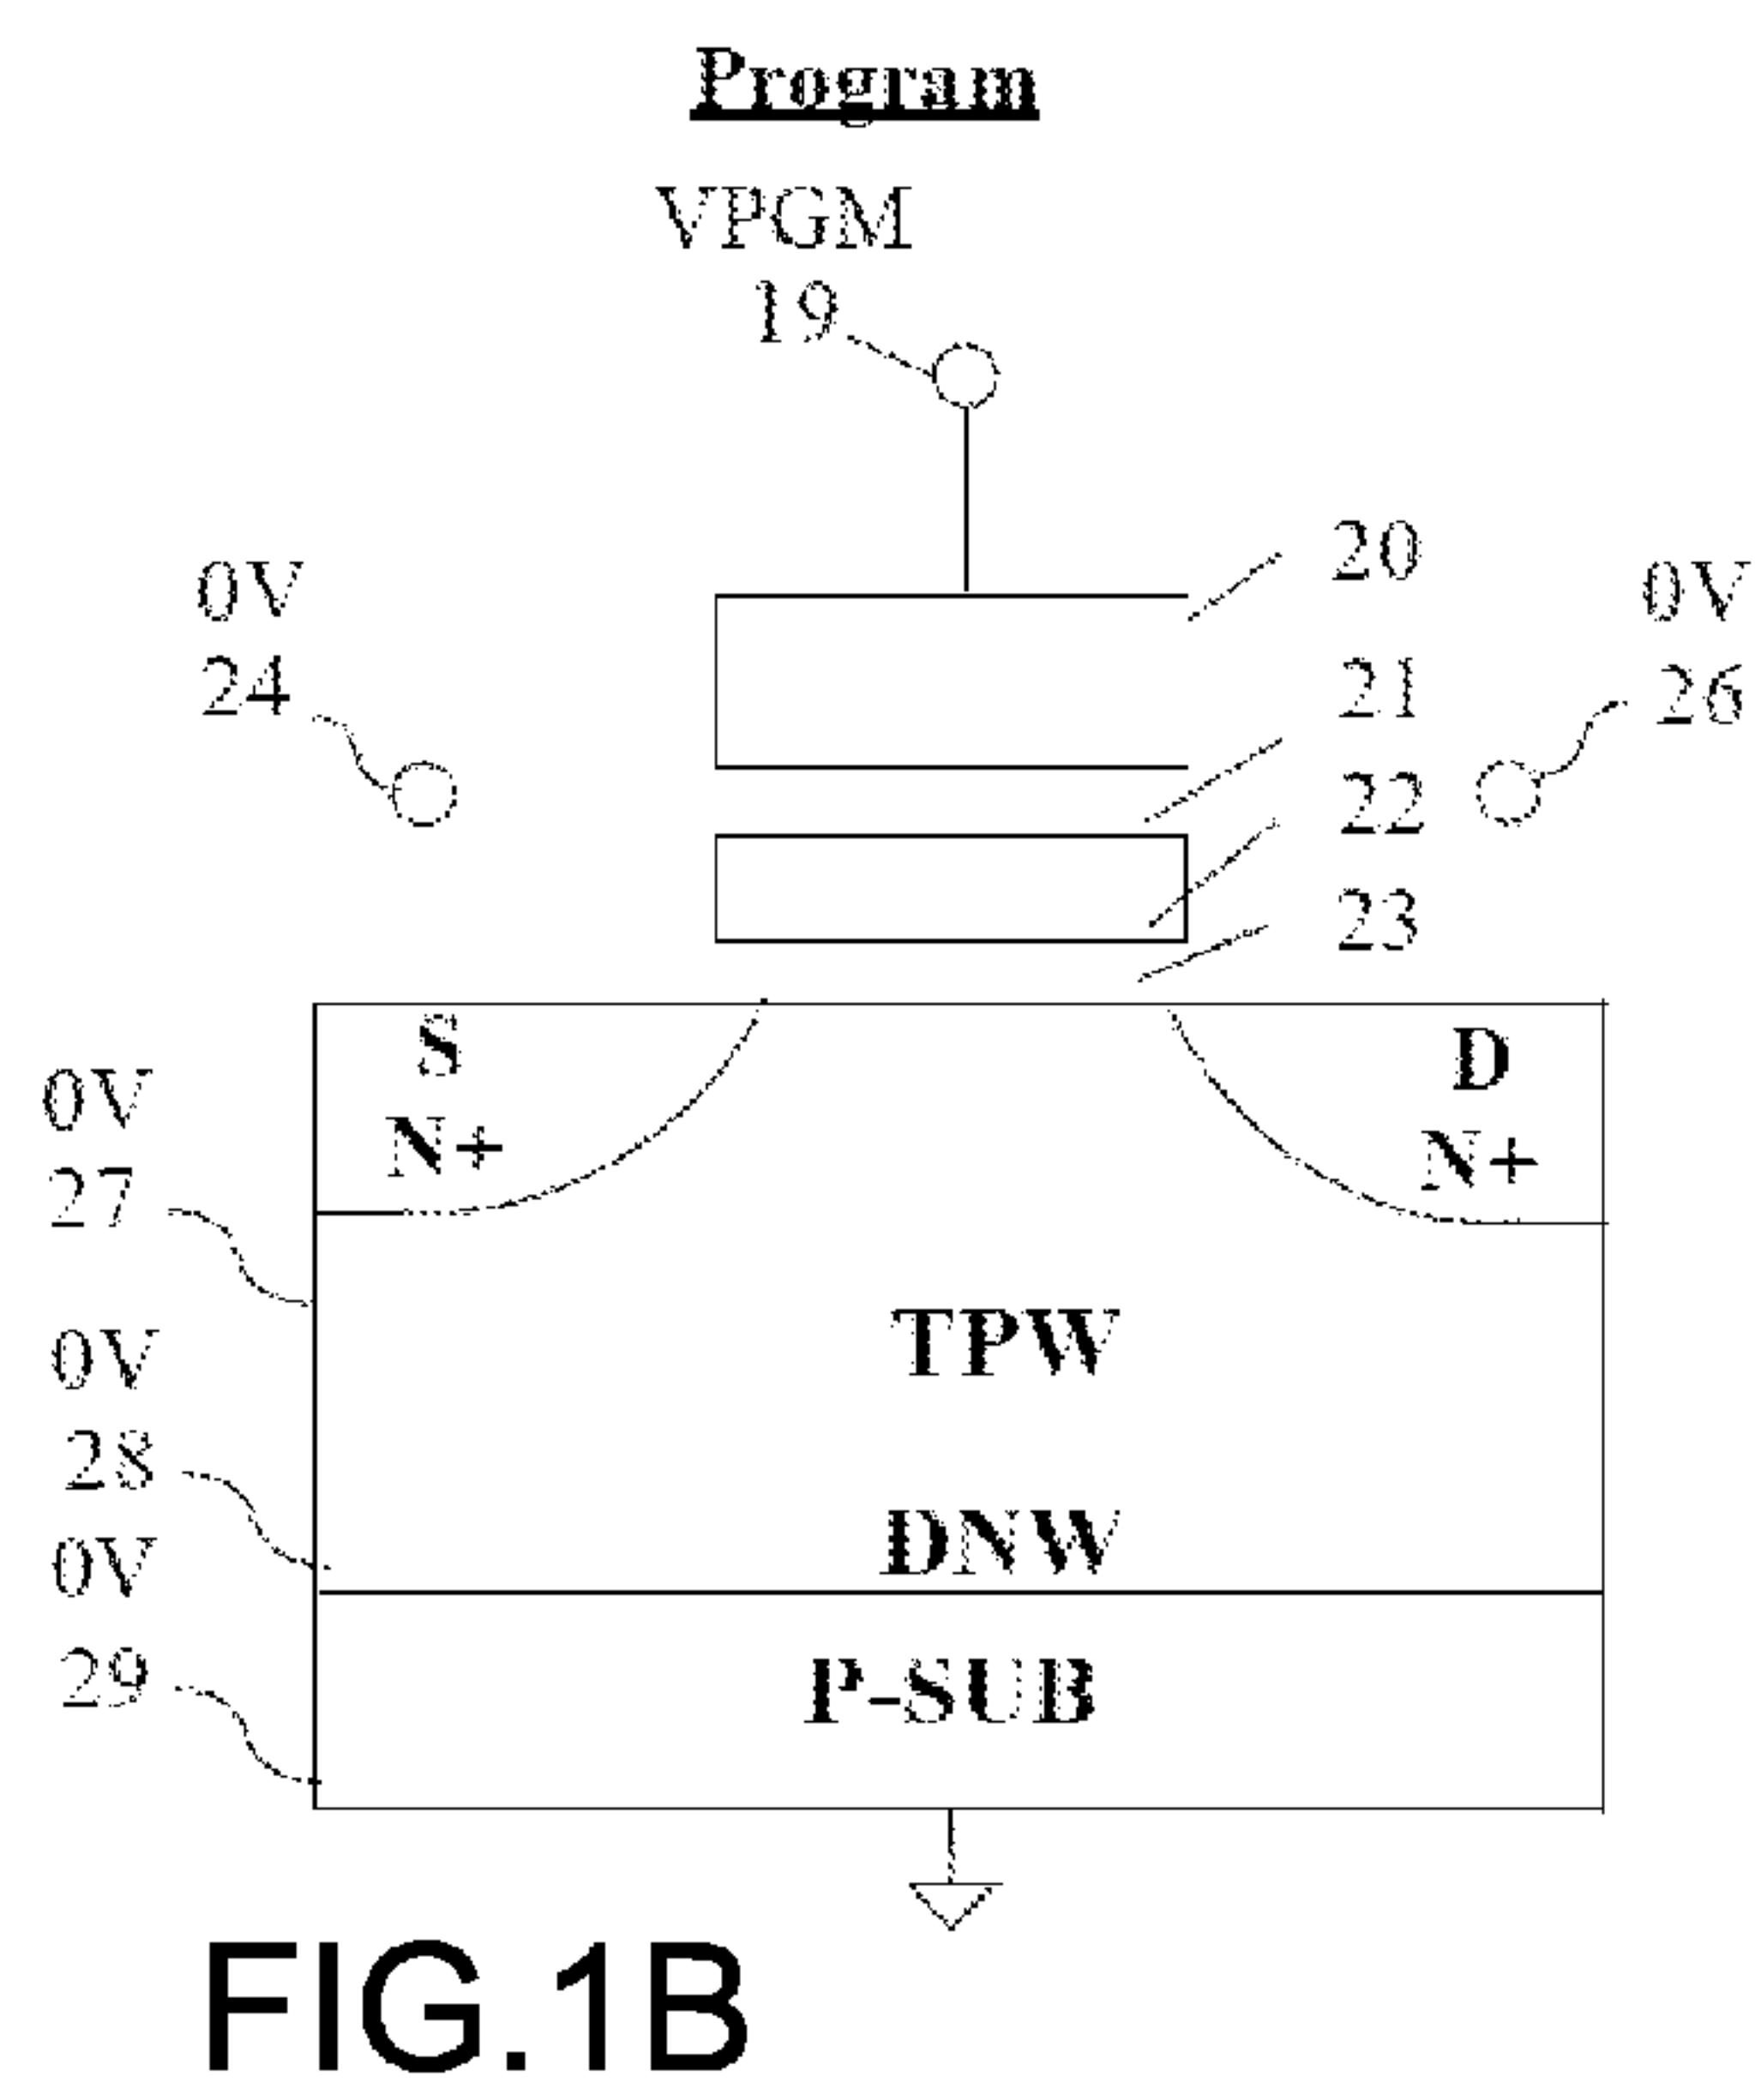 Program
VPGM
19
20
0V
0V
24
21
26
22
23
S
D
0V
N+
N+
27
TPW
0V
28
DNW
0V
29
P-SUB
FIG.1B